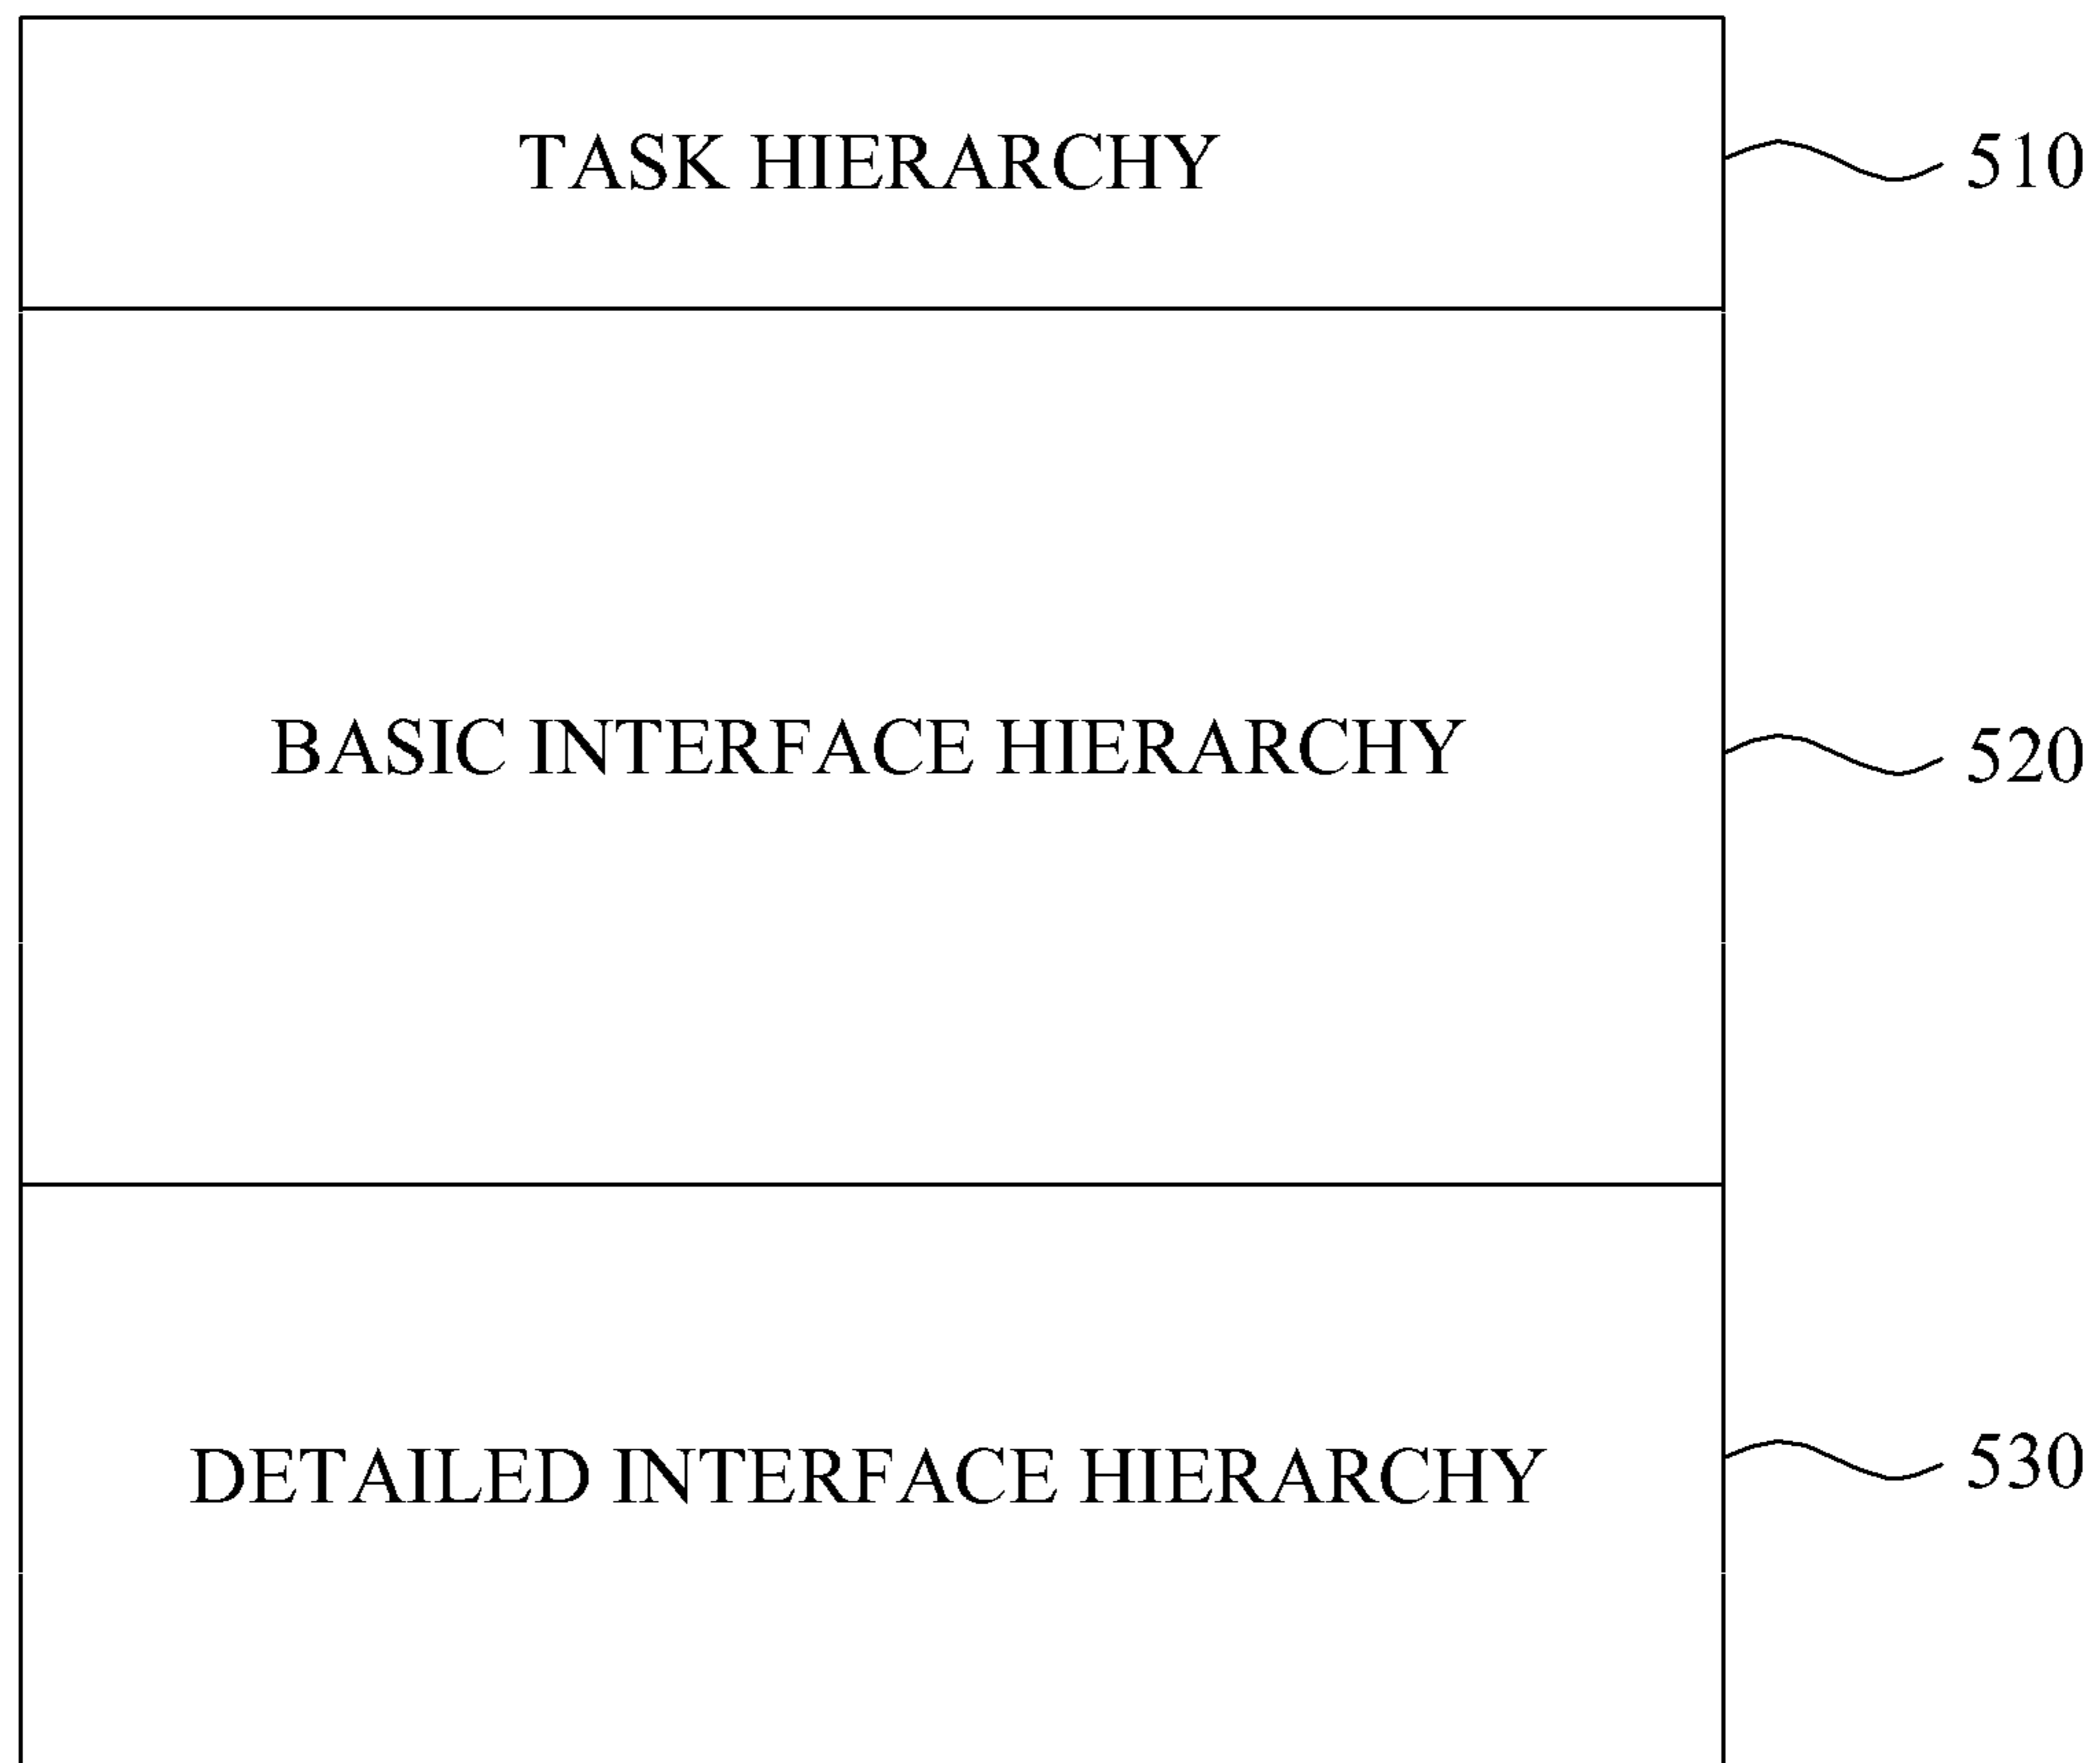 TASK HIERARCHY 510
BASIC INTERFACE HIERARCHY 520
DETAILED INTERFACE HIERARCHY 530